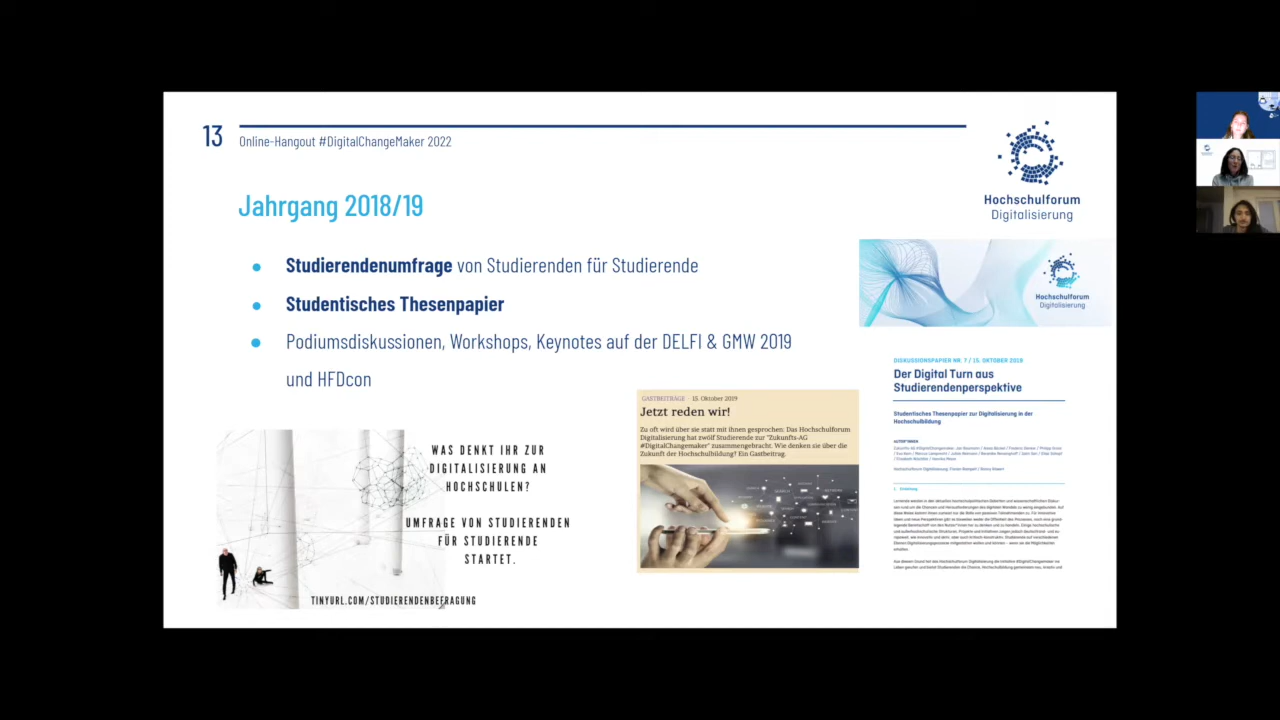 13
Online-Hangout #DigitalChangeMaker 2022
Hochschulforum
Digitalisierung
Jahrgang 2018/19
Studierendenumfrage von Studierenden für Studierende
Studentisches Thesenpapier
Podiumsdiskussionen, Workshops, Keynotes auf der DELFI & GMW 2019
und HFDcon
Hochschulforum
Digitalisierung
WAS DENKT IHR ZUR
DIGITALISIERUNG AN
HOCHSCHULEN?
UMFRAGE VON STUDIERENDEN
FÜR STUDIERENDE
STARTET.
TINYURL.COM/STUDIERENDENBEFRAGUNG
GASTBEITRÄGE 15. Oktober 2019
Jetzt reden wir!
Zu oft wird über sie statt mit ihnen gesprochen: Das Hochschulforum
Digitalisierung hat zwölf Studierende zur "Zukunfts-AG
#DigitalChangemaker" zusammengebracht. Wie denken sie über die
Zukunft der Hochschulbildung? Ein Gastbeitrag.
DISKUSSIONSPAPIER NR. 7 / 15. OKTOBER 2019
Der Digital Turn aus
Studierendenperspektive
Studentisches Thesenpapier zur Digitalisierung in der
Hochschulbildung